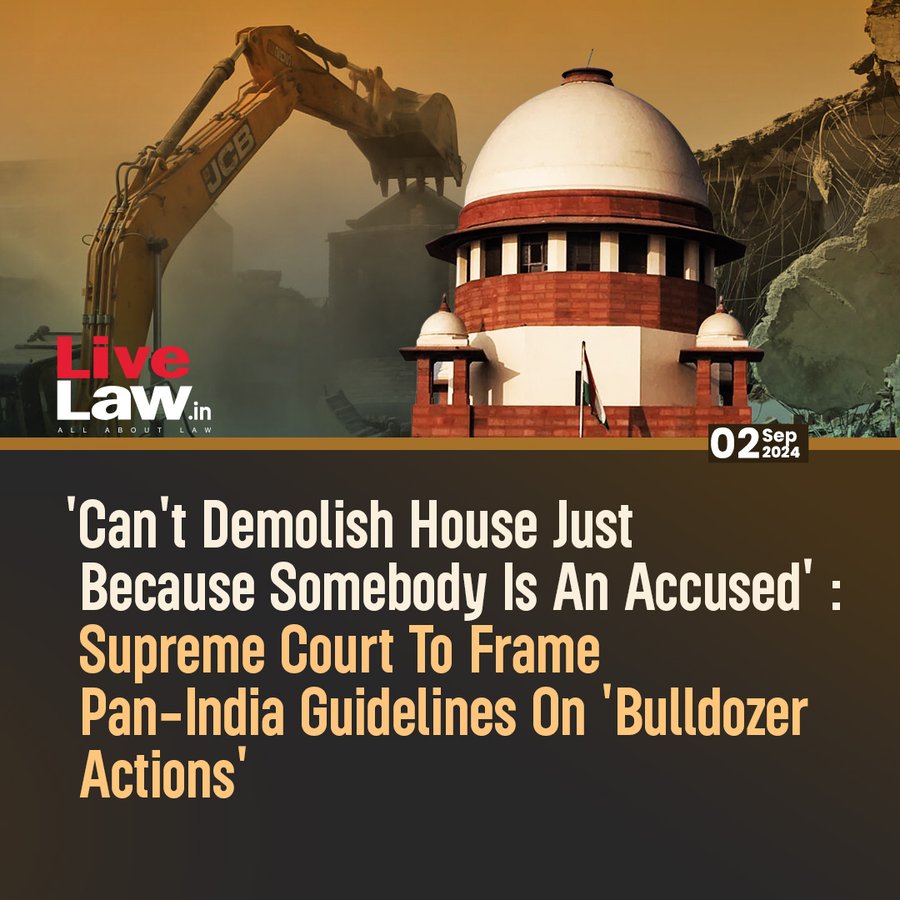 JCB
Live
Law.in
ALL ABOUT LAW
02 Sep
2024
'Can't Demolish House Just
Because Somebody Is An Accused' :
Supreme Court To Frame
Pan-India Guidelines On 'Bulldozer
Actions'